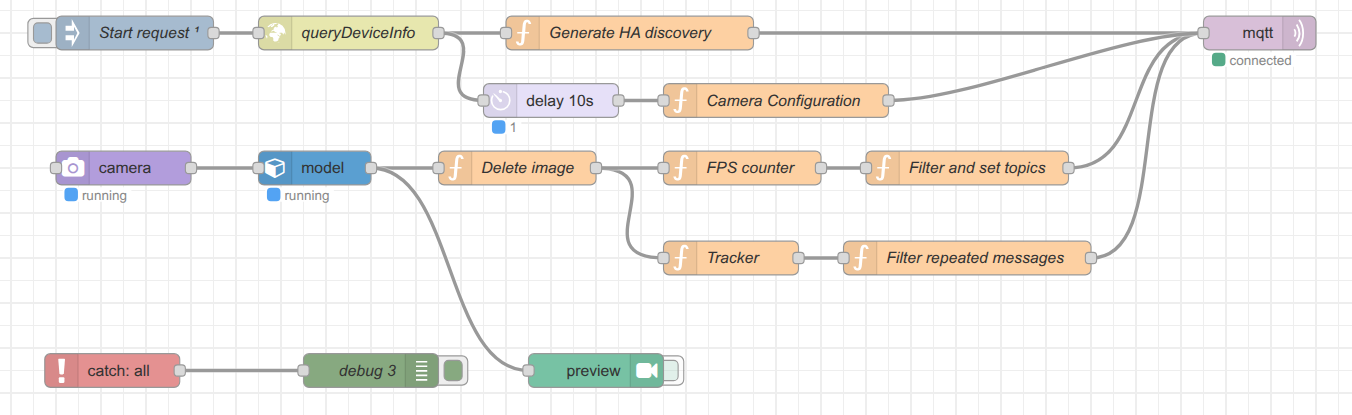 Start request ¹
queryDeviceInfo
Generate HA discovery
mqtt
connected
delay 10s
Camera Configuration
1
camera
model
Delete image
FPS counter
Filter and set topics
running
running
Tracker
Filter repeated messages
catch: all
debug 3
preview